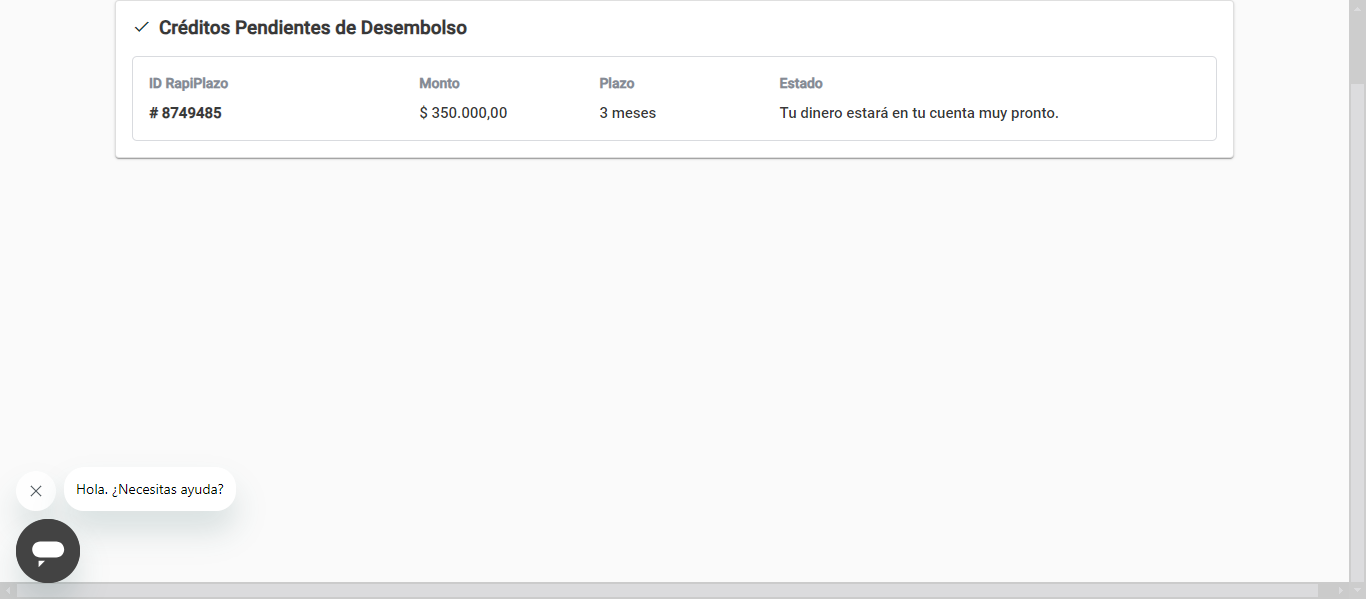 Créditos Pendientes de Desembolso
ID RapiPlazo Monto Plazo Estado
# 8749485 $ 350.000,00 3 meses Tu dinero estará en tu cuenta muy pronto.
Hola. ¿Necesitas ayuda?